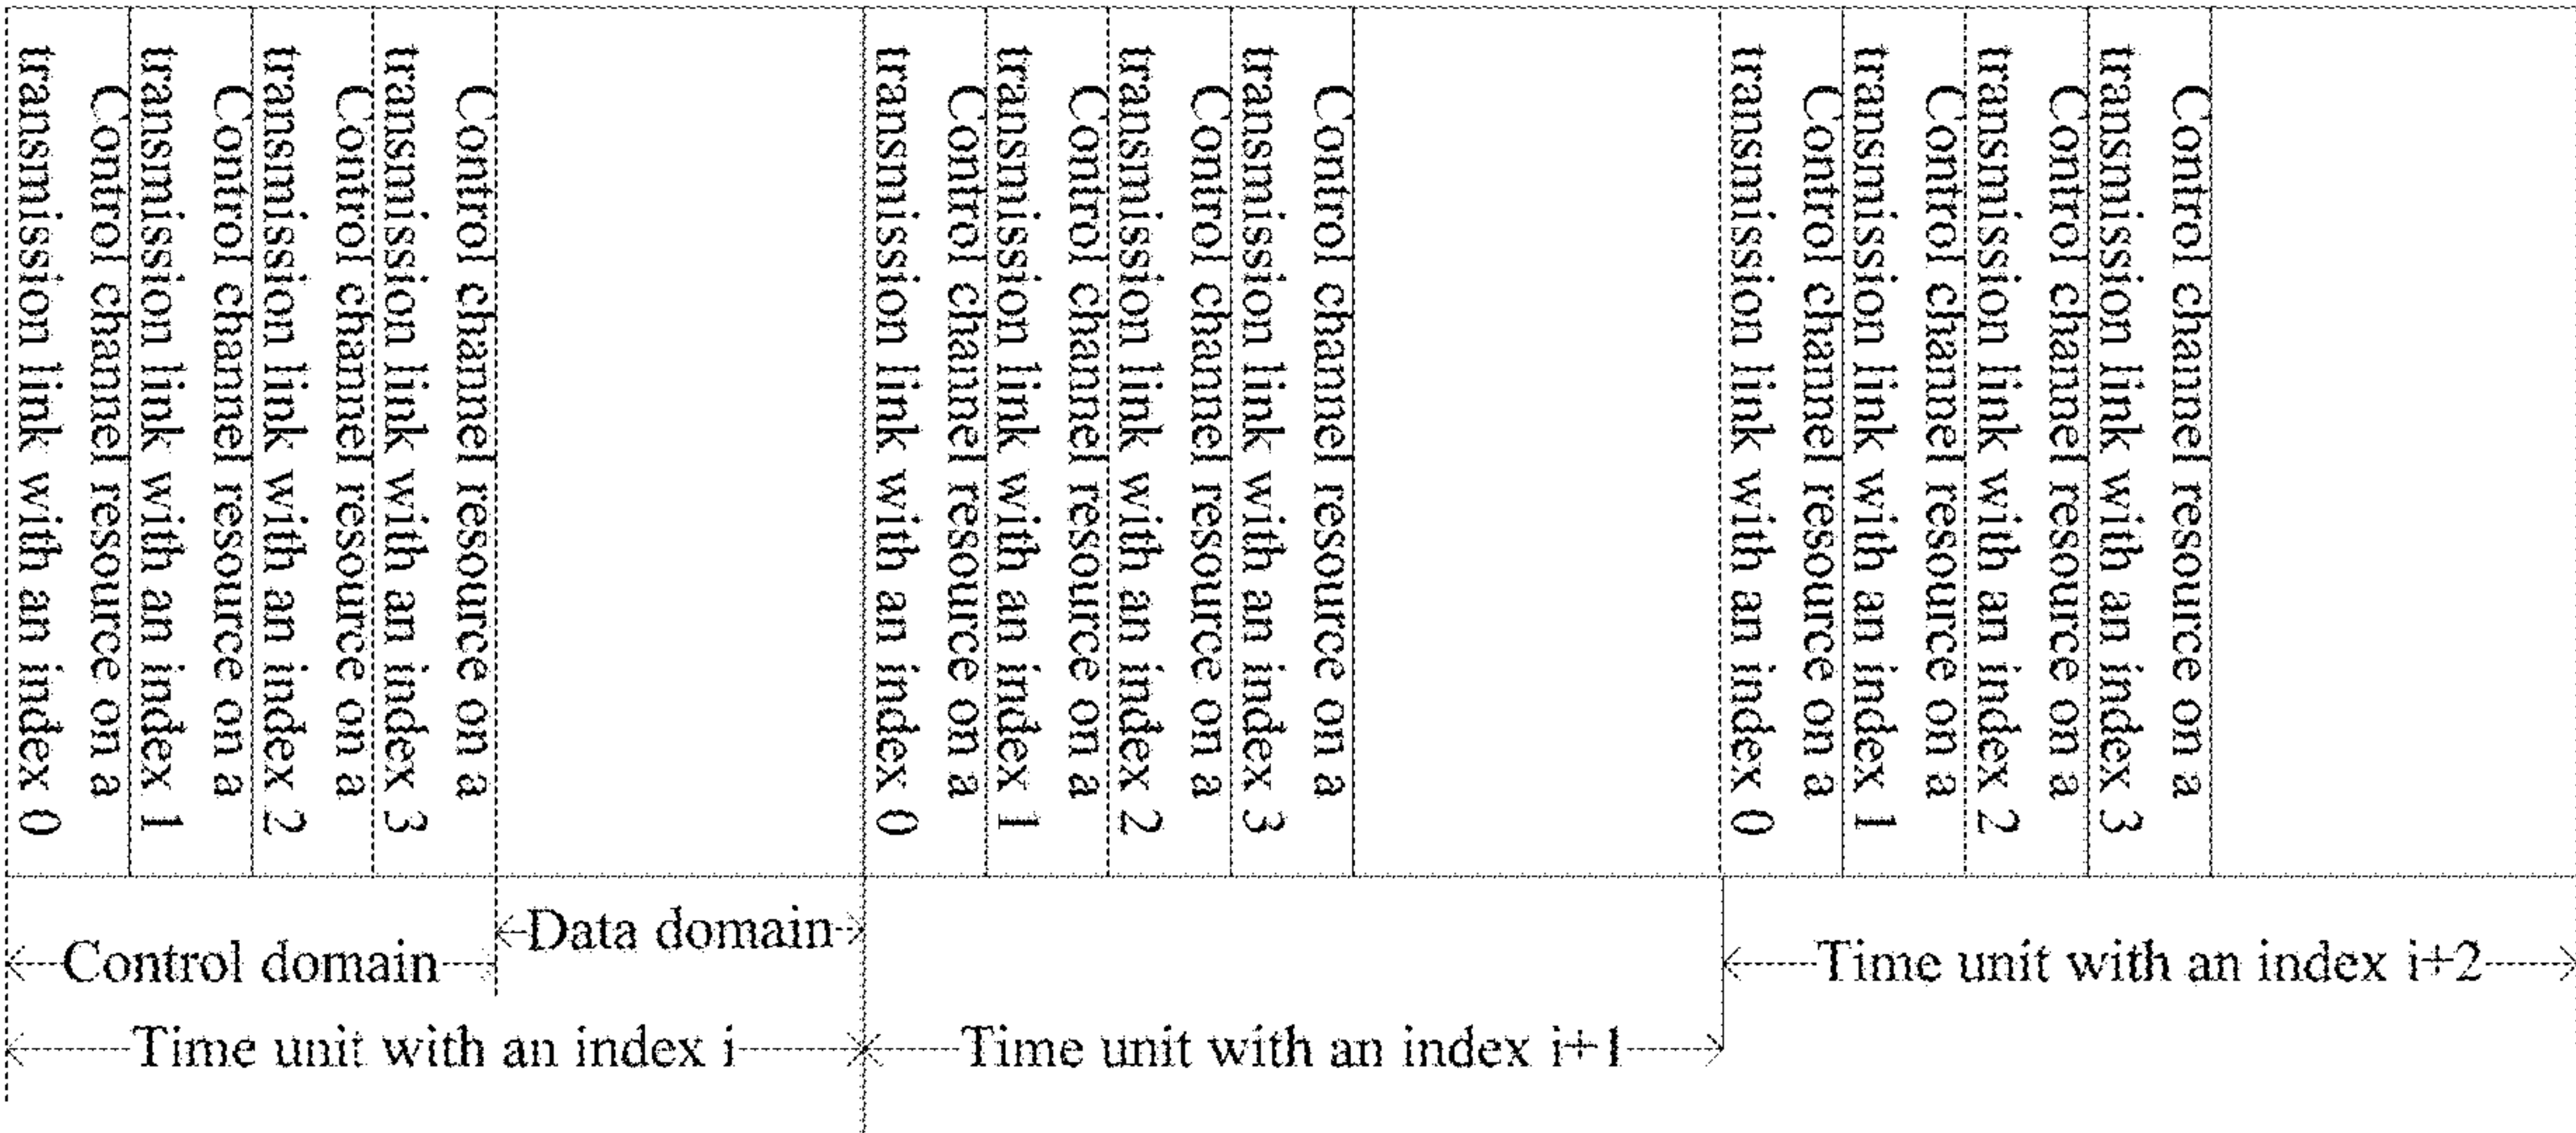 Control channel resource on a
transmission link with an index 0
Control channel resource on a
transmission link with an index 1
Control channel resource on a
transmission link with an index 2
Control channel resource on a
transmission link with an index 3
Control channel resource on a
transmission link with an index 0
Control channel resource on a
transmission link with an index 1
Control channel resource on a
transmission link with an index 2
Control channel resource on a
transmission link with an index 3
Control channel resource on a
transmission link with an index 0
Control channel resource on a
transmission link with an index 1
Control channel resource on a
transmission link with an index 2
Control channel resource on a
transmission link with an index 3
Control domain
Data domain
Time unit with an index i
Time unit with an index i+1
Time unit with an index i+2